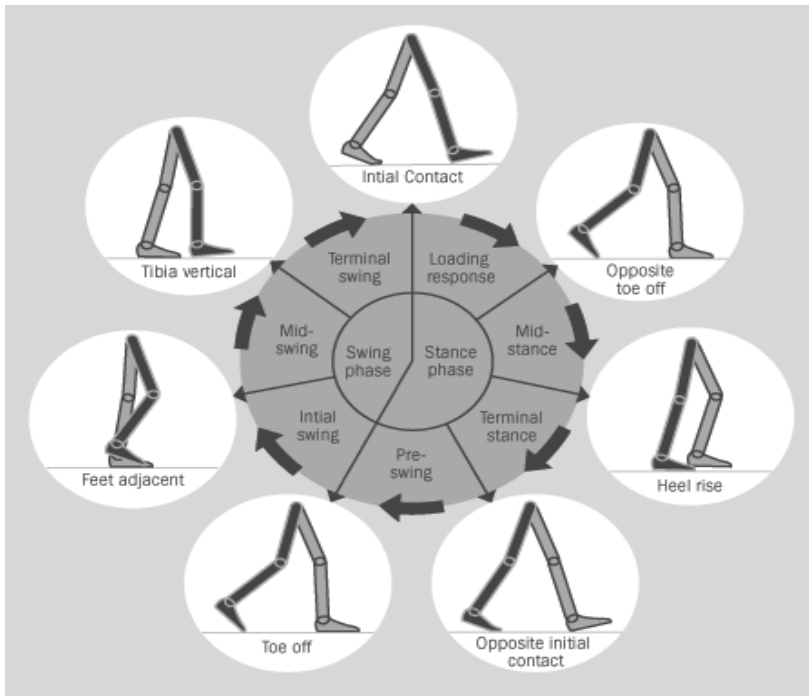 Intial Contact
Tibia vertical
Opposite
toe off
Terminal
swing
Loading
response
Mid-
swing
Mid-
stance
Swing
phase
Stance
phase
Intial
swing
Terminal
stance
Pre-
swing
Feet adjacent
Heel rise
Toe off
Opposite initial
contact